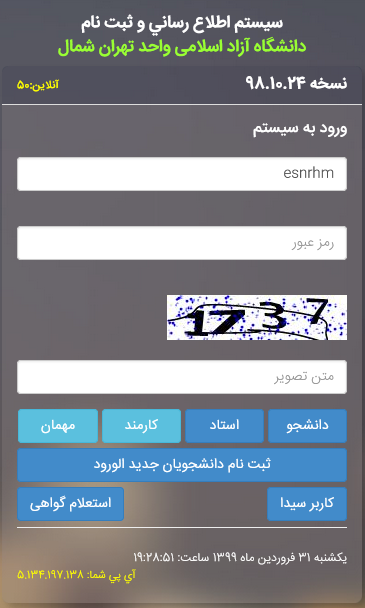 سيستم اطلاع رساني و ثبت نام
دانشگاه آزاد اسلامی واحد تهران شمال
نسخه ۹۸.۱۰.۲۴
آنلاین:۵۰
ورود به سیستم
esnrhm
رمز عبور
1737
متن تصویر
دانشجو
استاد
کارمند
مهمان
ثبت نام دانشجویان جدید الورود
کاربر سیدا
استعلام گواهی
یکشنبه ۳۱ فروردین ماه ۱۳۹۹ ساعت: ۱۹:۲۸:۵۱
آي پي شما: ۵.۱۳۴.۱۹۷.۱۳۸